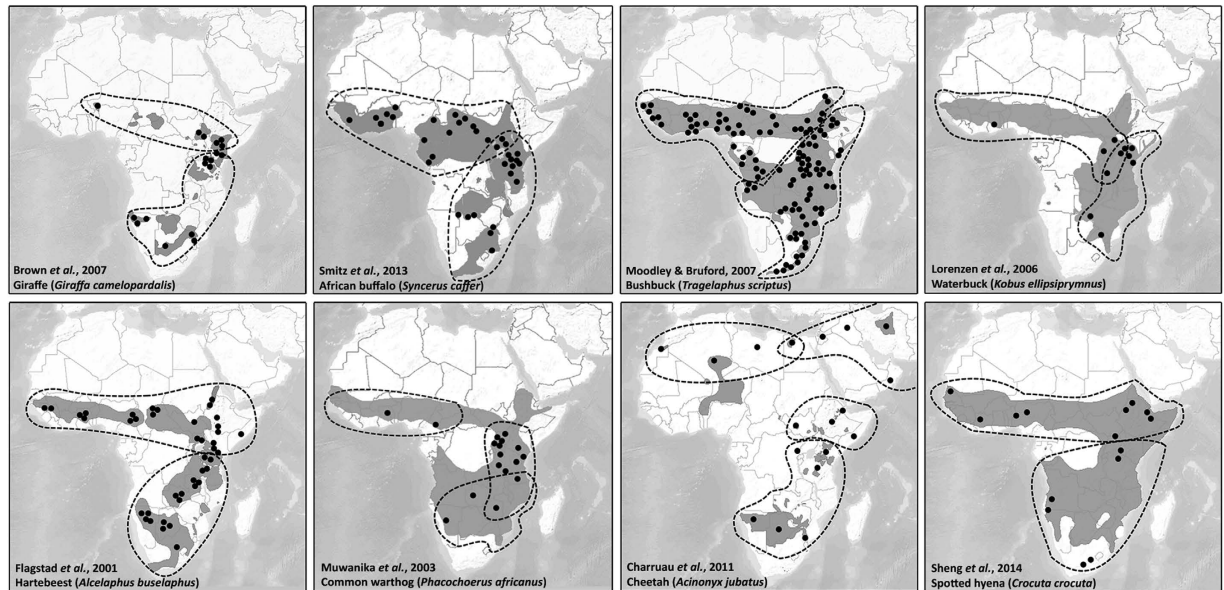 Brown et al., 2007
Giraffe (Giraffa camelopardalis)
Smitz et al., 2013
African buffalo (Syncerus caffer)
Moodley & Bruford, 2007
Bushbuck (Tragelaphus scriptus)
Lorenzen et al., 2006
Waterbuck (Kobus ellipsiprymnus)
Flagstad et al., 2001
Hartebeest (Alcelaphus buselaphus)
Muwanika et al., 2003
Common warthog (Phacochoerus africanus)
Charruau et al., 2011
Cheetah (Acinonyx jubatus)
Sheng et al., 2014
Spotted hyena (Crocuta crocuta)